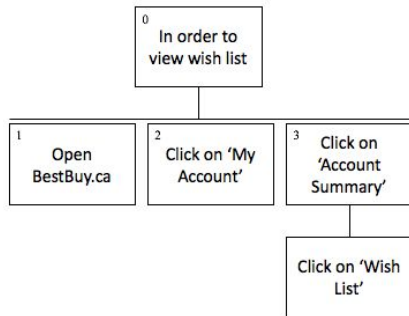 0
In order to
view wish list
1
Open
BestBuy.ca
2
Click on ‘My
Account’
3
Click on
‘Account
Summary’
Click on ‘Wish
List’